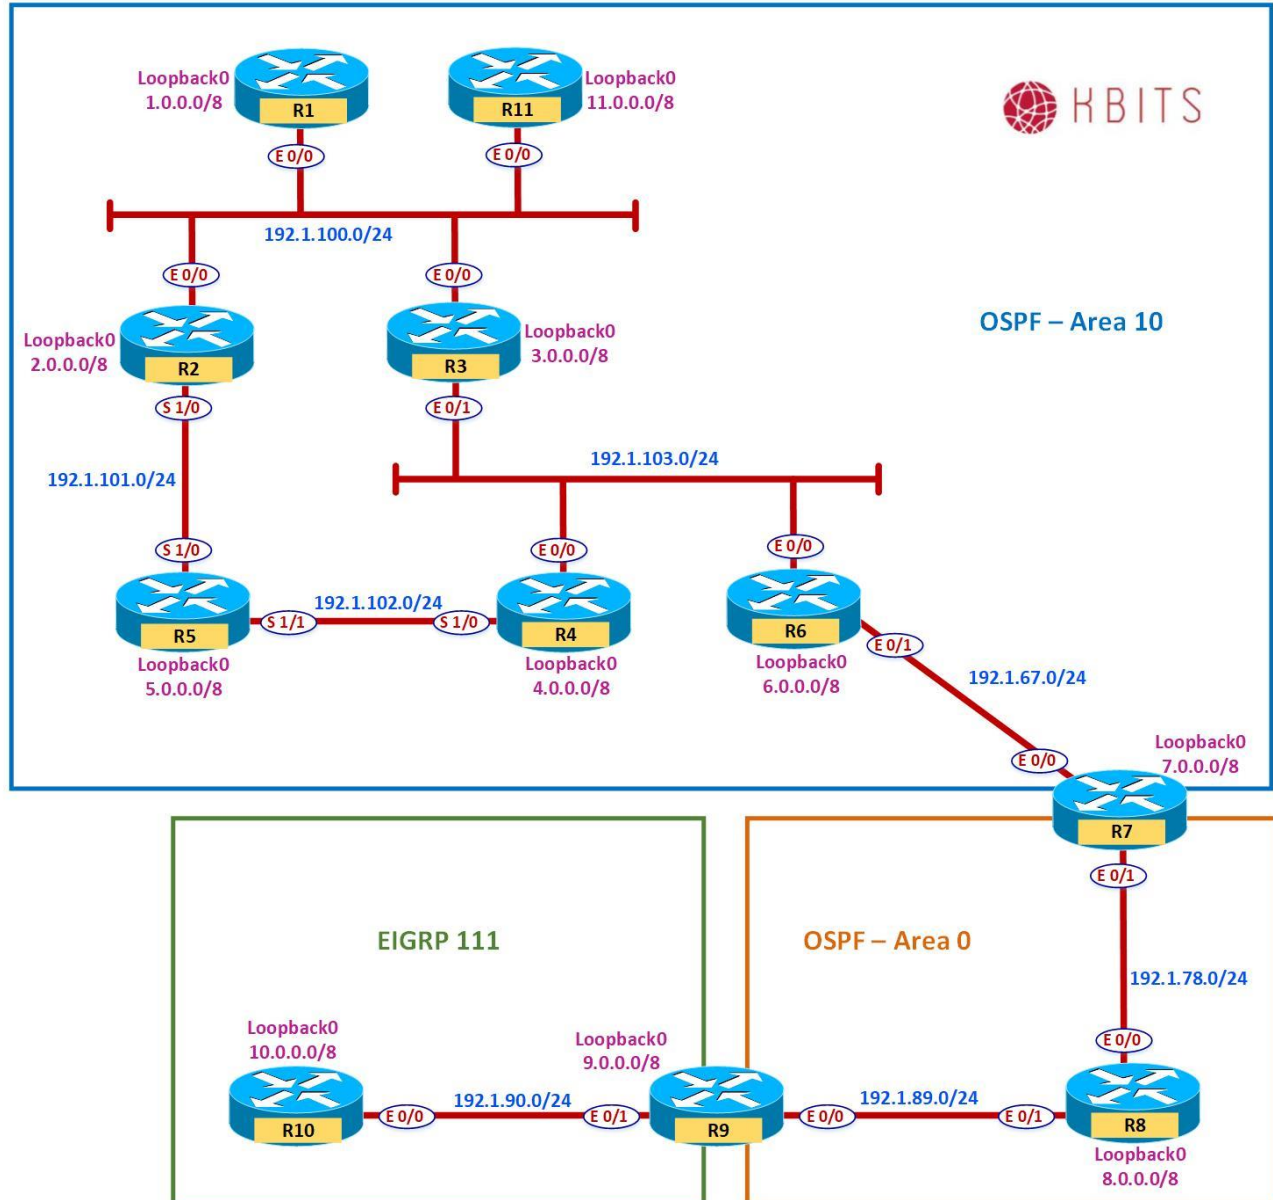 Loopback0
1.0.0.0/8
R1
E 0/0
R11
Loopback0
11.0.0.0/8
E 0/0
KBITS
192.1.100.0/24
E 0/0
E 0/0
Loopback0
2.0.0.0/8
R2
Loopback0
3.0.0.0/8
R3
OSPF – Area 10
S 1/0
E 0/1
192.1.101.0/24
192.1.103.0/24
S 1/0
E 0/0
E 0/0
R5
Loopback0
5.0.0.0/8
S 1/1
192.1.102.0/24
S 1/0
R4
Loopback0
4.0.0.0/8
R6
Loopback0
6.0.0.0/8
E 0/1
192.1.67.0/24
E 0/0
Loopback0
7.0.0.0/8
R7
E 0/1
EIGRP 111
OSPF – Area 0
192.1.78.0/24
E 0/0
Loopback0
10.0.0.0/8
R10
E 0/0
192.1.90.0/24
E 0/1
Loopback0
9.0.0.0/8
R9
E 0/0
192.1.89.0/24
E 0/1
R8
Loopback0
8.0.0.0/8